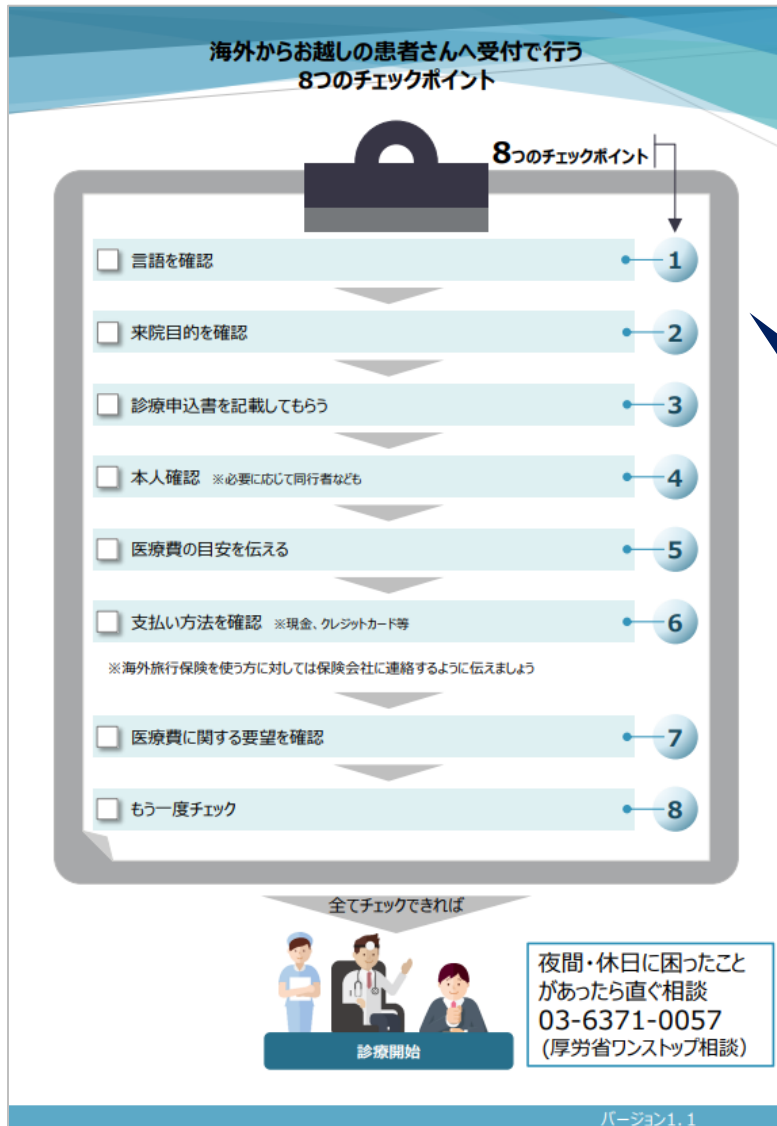 海外からお越しの患者さんへ受付で行う
8つのチェックポイント
8つのチェックポイント
言語を確認
1
来院目的を確認
2
診療申込書を記載してもらう
3
本人確認 ※必要に応じて同行者なども
4
医療費の目安を伝える
5
支払い方法を確認 ※現金、クレジットカード等
6
※海外旅行保険を使う方に対しては保険会社に連絡するように伝えましょう
医療費に関する要望を確認
7
もう一度チェック
8
全てチェックできれば
診療開始
夜間・休日に困ったこと
があったら直ぐ相談
03-6371-0057
(厚労省ワンストップ相談)
バージョン1.1